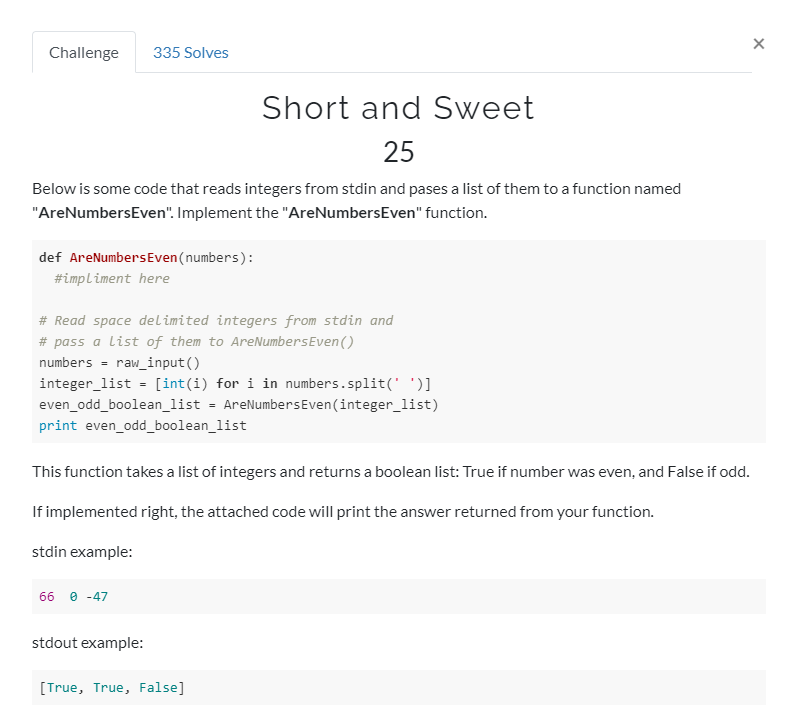 Challenge
335 Solves
×
Short and Sweet
25
Below is some code that reads integers from stdin and pases a list of them to a function named
"AreNumbersEven". Implement the "AreNumbersEven" function.
def AreNumbersEven(numbers):
  #impliment here
# Read space delimited integers from stdin and
# pass a list of them to AreNumbersEven()
numbers = raw_input()
integer_list = [int(i) for i in numbers.split(' ')]
even_odd_boolean_list = AreNumbersEven(integer_list)
print even_odd_boolean_list
This function takes a list of integers and returns a boolean list: True if number was even, and False if odd.
If implemented right, the attached code will print the answer returned from your function.
stdin example:
66  0 -47
stdout example:
[True, True, False]